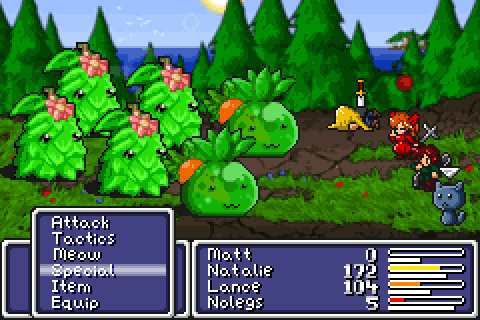 Attack
Tactics
Meow
Special
Item
Equip
Matt 0
Natalie 172
Lance 104
Nolegs 5